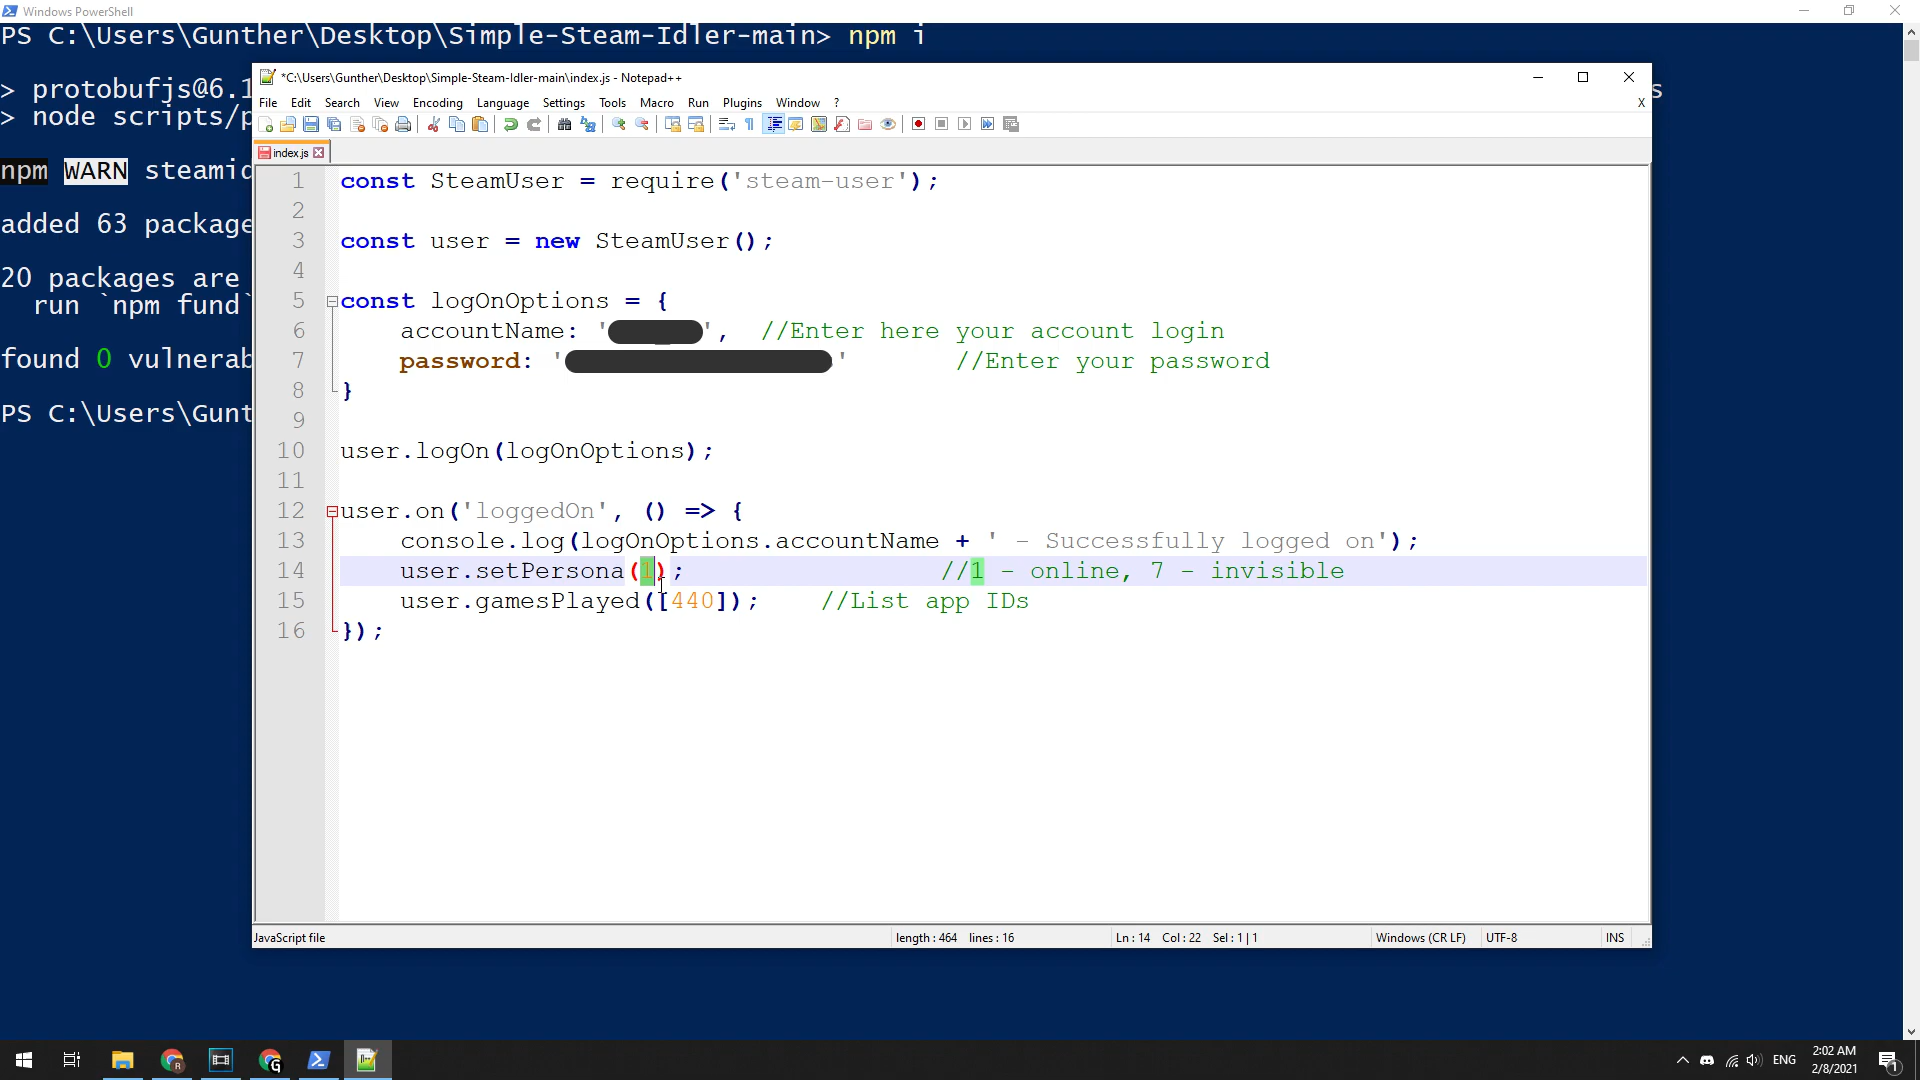 Windows PowerShell
PS C:\Users\Gunther\Desktop\Simple-Steam-Idler-main> npm i
> protobufjs@6.1
> node scripts/p
npm WARN steamid
added 63 package
20 packages are
run `npm fund`
found 0 vulnerab
PS C:\Users\Gunt
*C:\Users\Gunther\Desktop\Simple-Steam-Idler-main\index.js - Notepad++
File Edit Search View Encoding Language Settings Tools Macro Run Plugins Window ? X
index.js
1 const SteamUser = require('steam-user');
2
3 const user = new SteamUser();
4
5 const logOnOptions = {
6 accountName: '', //Enter here your account login
7 password: '' //Enter your password
8 }
9
10 user.logOn(logOnOptions);
11
12 user.on('loggedOn', () => {
13 console.log(logOnOptions.accountName + ' - Successfully logged on');
14 user.setPersona(1); //1 - online, 7 - invisible
15 user.gamesPlayed([440]); //List app IDs
16 });
JavaScript file length : 464 lines : 16 Ln : 14 Col : 22 Sel : 1 | 1 Windows (CR LF) UTF-8 INS
ENG
2:02 AM
2/8/2021